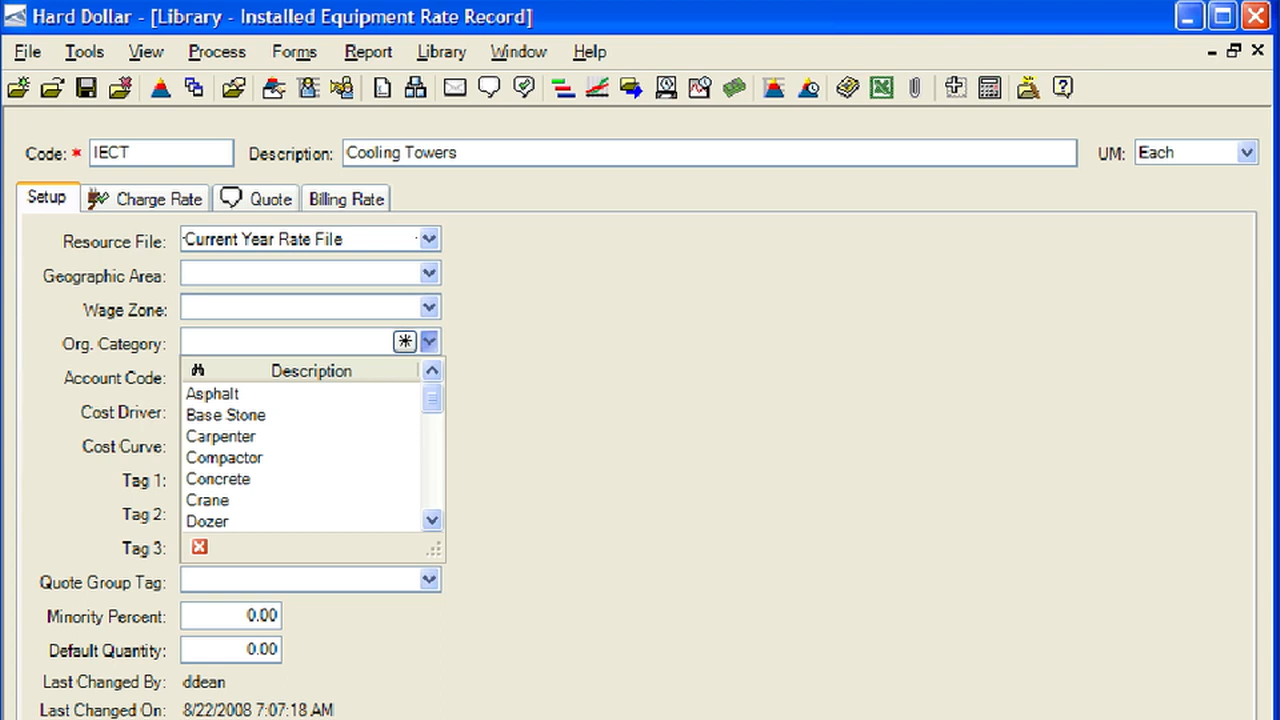 Hard Dollar - [Library - Installed Equipment Rate Record]
File Tools View Process Forms Report Library Window Help
Code: * IECT Description: Cooling Towers UM: Each
Setup Charge Rate Quote Billing Rate
Resource File: Current Year Rate File
Geographic Area:
Wage Zone:
Org. Category:
Account Code: Description
Asphalt
Cost Driver: Base Stone
Carpenter
Cost Curve: Compactor
Tag 1: Concrete
Crane
Tag 2: Dozer
Tag 3:
Quote Group Tag:
Minority Percent: 0.00
Default Quantity: 0.00
Last Changed By: ddean
Last Changed On: 8/22/2008 7:07:18 AM